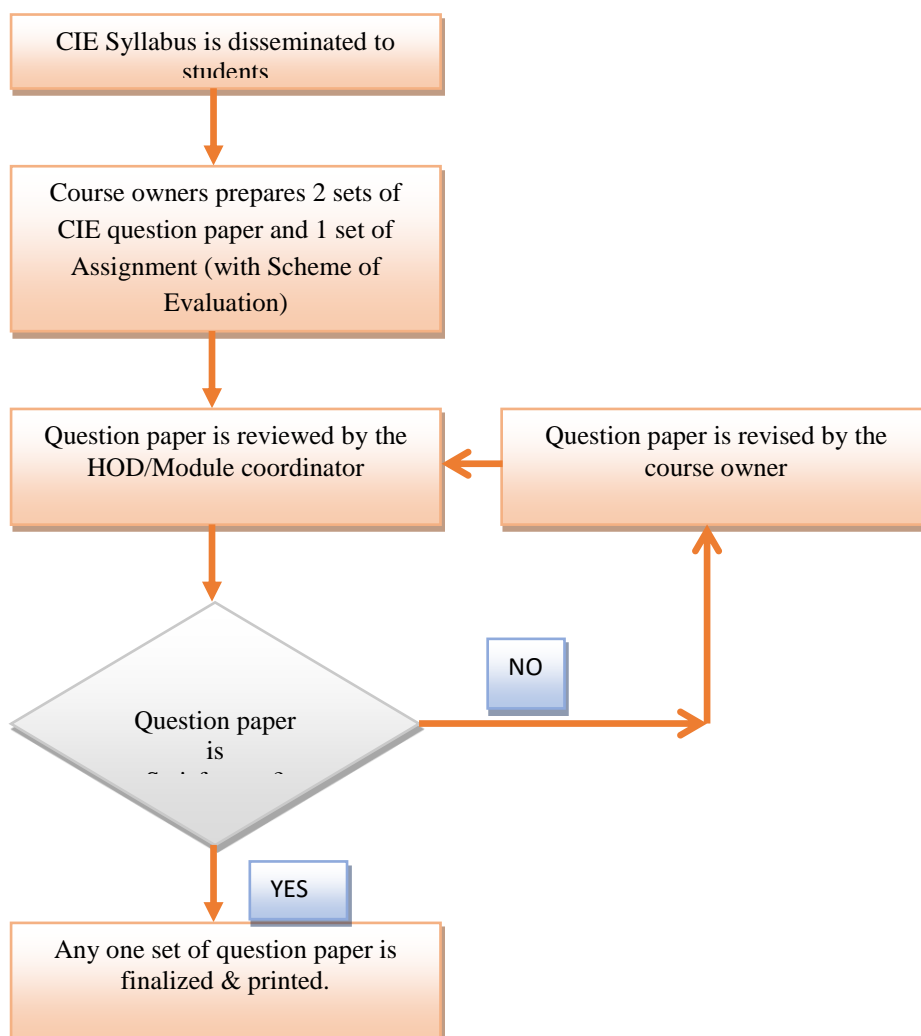 CIE Syllabus is disseminated to
students
Course owners prepares 2 sets of
CIE question paper and 1 set of
Assignment (with Scheme of
Evaluation)
Question paper is reviewed by the
HOD/Module coordinator
Question paper is revised by the
course owner
Question paper
is
NO
YES
Any one set of question paper is
finalized & printed.